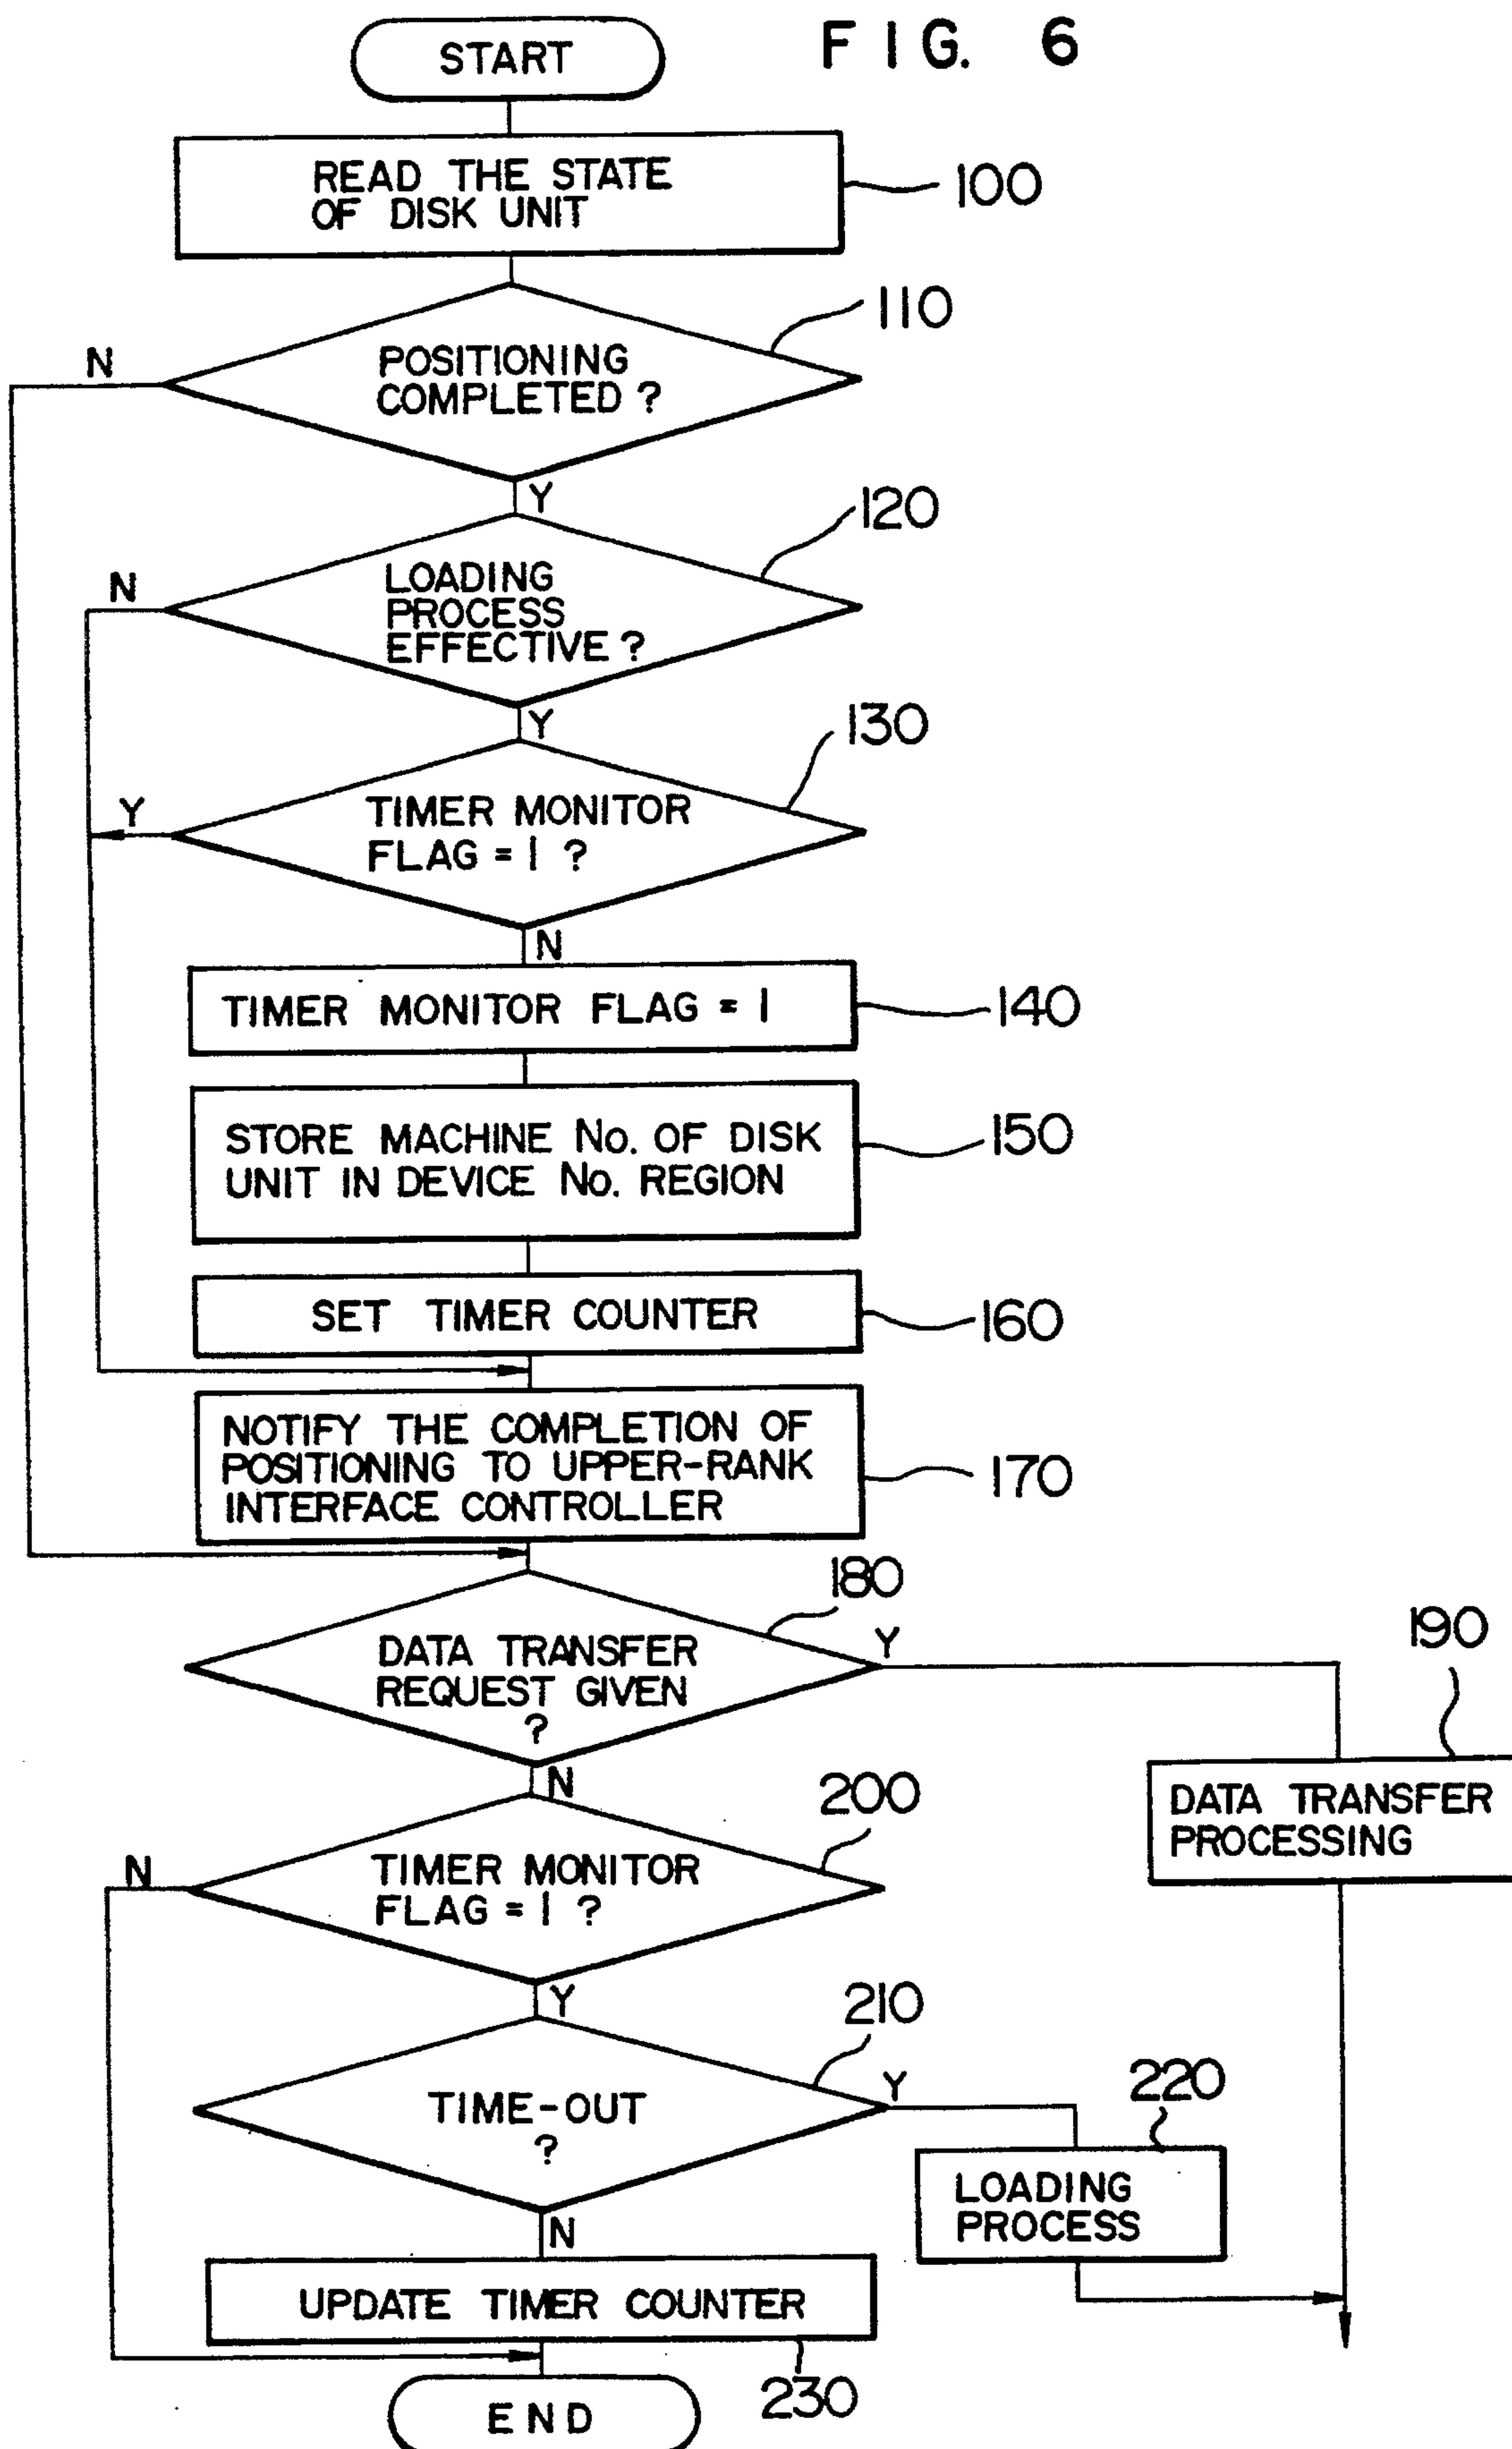 FIG. 6
START
READ THE STATE
OF DISK UNIT
100
110
N
POSITIONING
COMPLETED ?
Y
120
N
LOADING
PROCESS
EFFECTIVE ?
Y
130
Y
TIMER MONITOR
FLAG = 1 ?
N
TIMER MONITOR FLAG = 1
140
STORE MACHINE No. OF DISK
UNIT IN DEVICE No. REGION
150
SET TIMER COUNTER
160
NOTIFY THE COMPLETION OF
POSITIONING TO UPPER-RANK
INTERFACE CONTROLLER
170
180
Y
190
DATA TRANSFER
REQUEST GIVEN
?
N
200
DATA TRANSFER
PROCESSING
N
TIMER MONITOR
FLAG = 1 ?
Y
210
Y
220
TIME-OUT
?
LOADING
PROCESS
N
UPDATE TIMER COUNTER
230
END